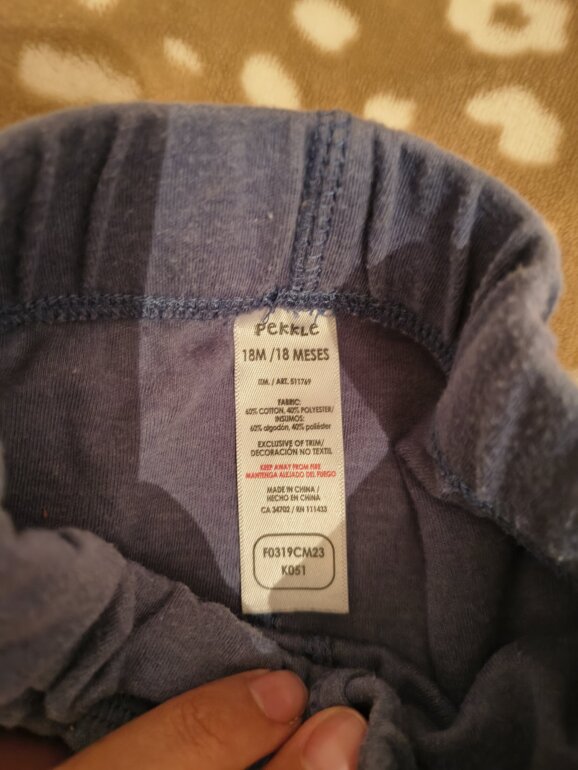 Pekkle
18M / 18 MESES
ITM. / ART. 511769
FABRIC:
60% COTTON, 40% POLYESTER/
INSUMOS:
60% algodón, 40% poliéster
EXCLUSIVE OF TRIM/
DECORACIÓN NO TEXTIL
KEEP AWAY FROM FIRE
MANTENGA ALEJADO DEL FUEGO
MADE IN CHINA /
HECHO EN CHINA
CA 34702 / RN 111433
F0319CM23
K051